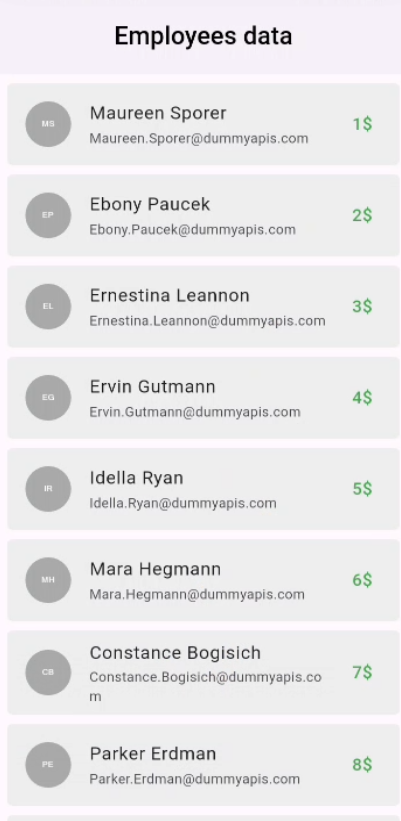 Employees data
MS
Maureen Sporer
1$
Maureen.Sporer@dummyapis.com
EP
Ebony Paucek
2$
Ebony.Paucek@dummyapis.com
EL
Ernestina Leannon
3$
Ernestina.Leannon@dummyapis.com
EG
Ervin Gutmann
4$
Ervin.Gutmann@dummyapis.com
IR
Idella Ryan
5$
Idella.Ryan@dummyapis.com
MH
Mara Hegmann
6$
Mara.Hegmann@dummyapis.com
CB
Constance Bogisich
7$
Constance.Bogisich@dummyapis.co
m
PE
Parker Erdman
8$
Parker.Erdman@dummyapis.com